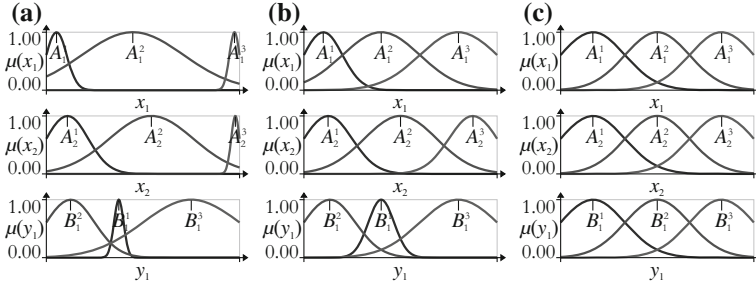 (a) (b) (c)
1.00 A₁¹ A₁² A₁³ 1.00 A₁¹ A₁² A₁³ 1.00 A₁¹ A₁² A₁³
μ(x₁) μ(x₁) μ(x₁)
0.00 0.00 0.00
x₁ x₁ x₁
1.00 A₂¹ A₂² A₂³ 1.00 A₂¹ A₂² A₂³ 1.00 A₂¹ A₂² A₂³
μ(x₂) μ(x₂) μ(x₂)
0.00 0.00 0.00
x₂ x₂ x₂
1.00 B₁² B₁¹ B₁³ 1.00 B₁² B₁¹ B₁³ 1.00 B₁¹ B₁² B₁³
μ(y₁) μ(y₁) μ(y₁)
0.00 0.00 0.00
y₁ y₁ y₁